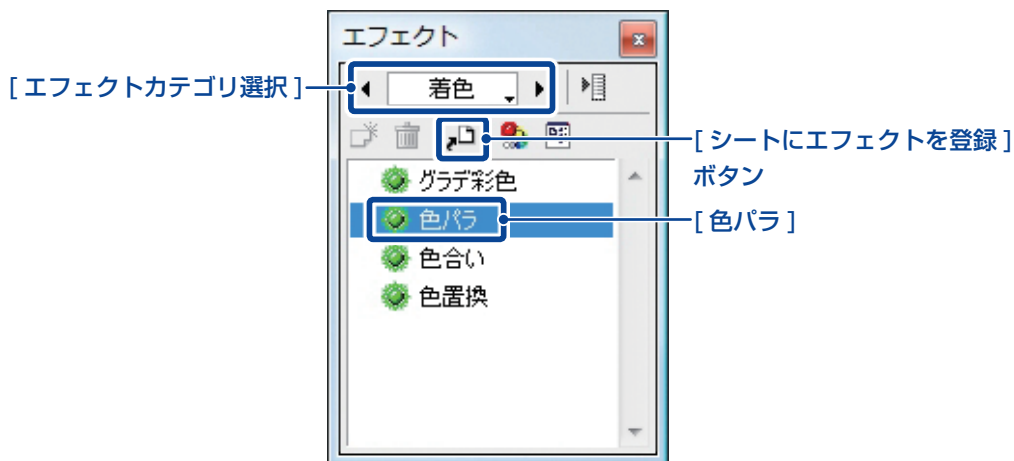 エフェクト
[ エフェクトカテゴリ選択 ]
着色
[ シートにエフェクトを登録 ]
ボタン
グラデ彩色
色パラ
[ 色パラ ]
色合い
色置換